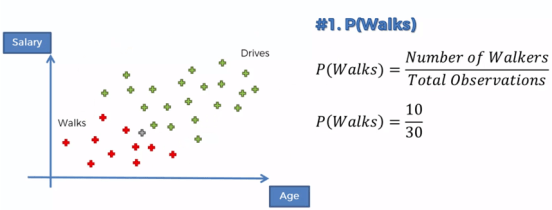 #1. P(Walks)
Salary
Drives
Walks
Age
P(Walks) = Number of Walkers / Total Observations
P(Walks) = 10 / 30